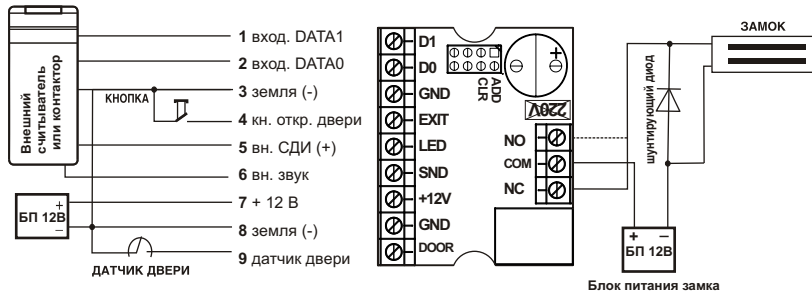 Внешний
считыватель
или контактор
1 вход. DATA1
2 вход. DATA0
КНОПКА
3 земля (-)
4 кн. откр. двери
5 вн. СДИ (+)
6 вн. звук
+
БП 12В
–
7 + 12 В
8 земля (-)
9 датчик двери
ДАТЧИК ДВЕРИ
D1
D0
GND
EXIT
LED
SND
+12V
GND
DOOR
ADD
CLR
+
220V
NO
COM
NC
шунтирующий диод
ЗАМОК
+ –
БП 12В
Блок питания замка